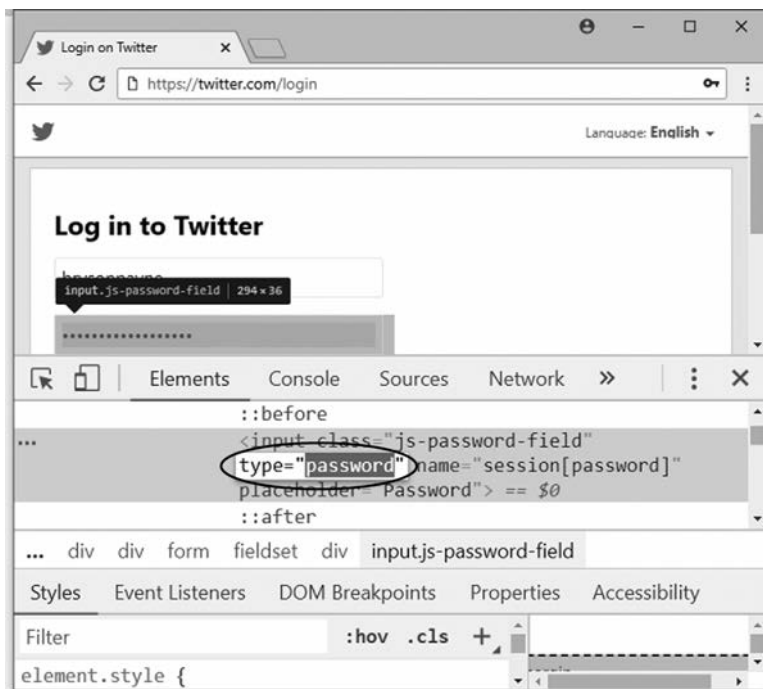 Login on Twitter
https://twitter.com/login
Language: English
Log in to Twitter
brysonpayne
input.js-password-field | 294 × 36
••••••••••••••••••
Elements Console Sources Network »
::before
<input class="js-password-field"
type="password" name="session[password]"
placeholder="Password"> == $0
::after
... div div form fieldset div input.js-password-field
Styles Event Listeners DOM Breakpoints Properties Accessibility
Filter :hov .cls +
element.style {